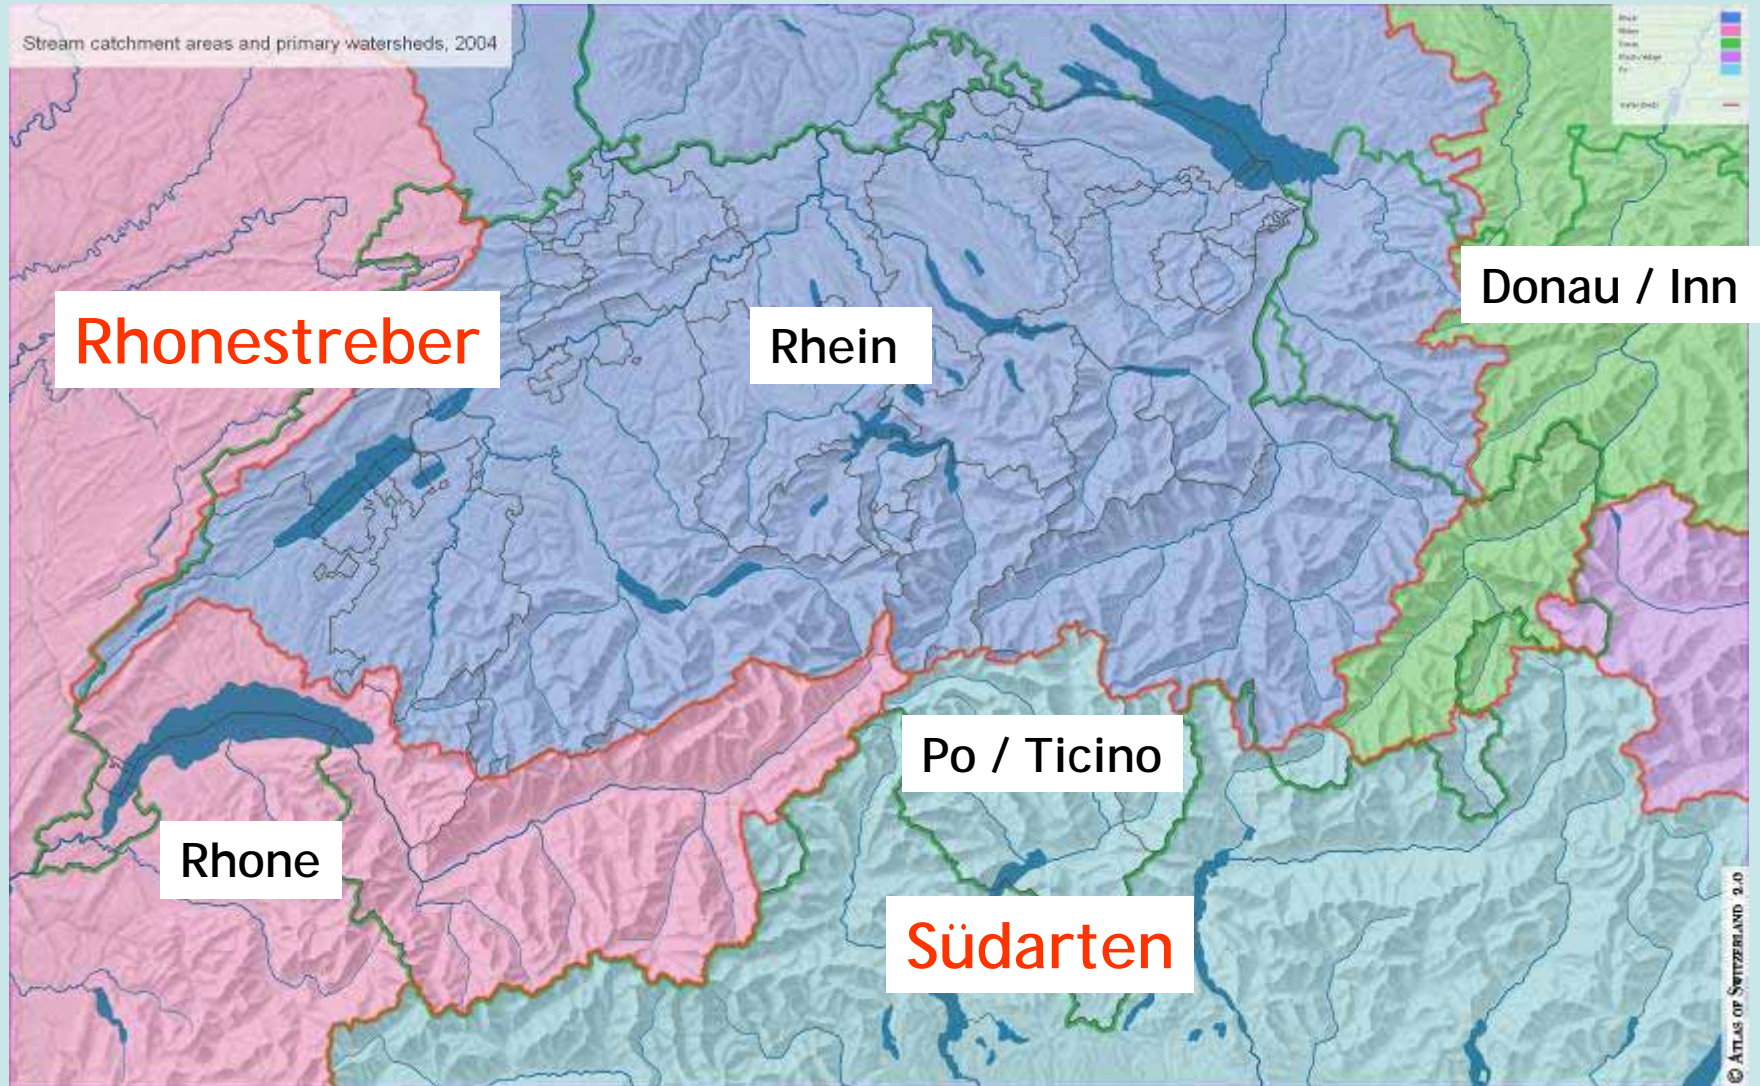 Stream catchment areas and primary watersheds, 2004
Donau / Inn
Rhonestreber
Rhein
Po / Ticino
Rhone
Südarten
© ATLAS OF SWITZERLAND 2.0